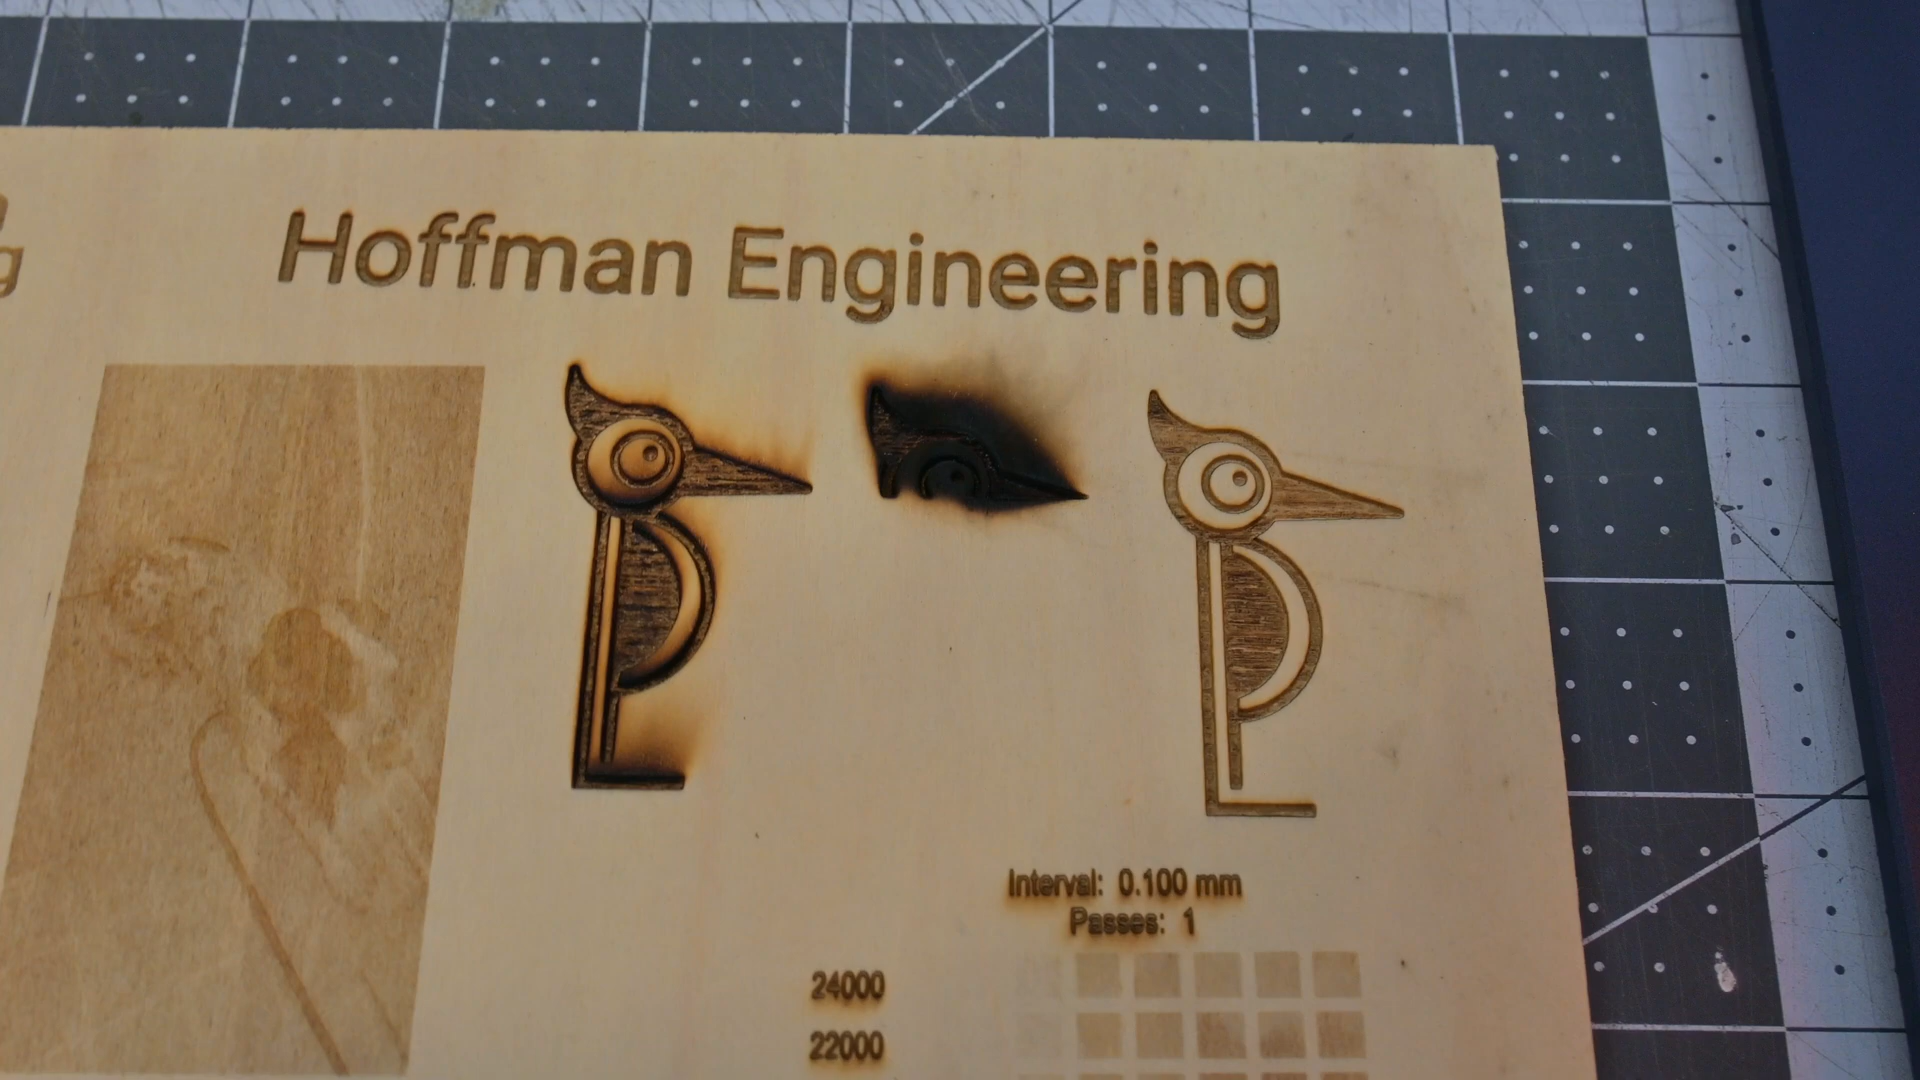 g
Hoffman Engineering
Interval: 0.100 mm
Passes: 1
24000
22000